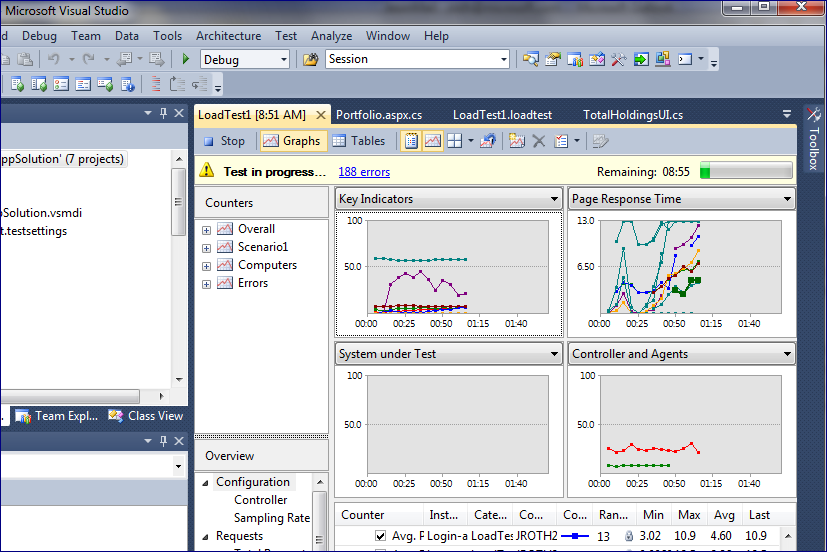 Microsoft Visual Studio
d Debug Team Data Tools Architecture Test Analyze Window Help
Debug Session
LoadTest1 [8:51 AM] Portfolio.aspx.cs LoadTest1.loadtest TotalHoldingsUI.cs
Toolbox
Stop Graphs Tables
ppSolution' (7 projects)
Solution.vsmdi
t.testsettings
Test in progress... 188 errors Remaining: 08:55
Counters
Overall
Scenario1
Computers
Errors
Key Indicators
100
50.0
00:00 00:25 00:50 01:15 01:40
Page Response Time
13.0
6.50
00:00 00:25 00:50 01:15 01:40
System under Test
100
50.0
00:00 00:25 00:50 01:15 01:40
Controller and Agents
100
50.0
00:00 00:25 00:50 01:15 01:40
. Team Expl... Class View
Overview
Configuration
Controller
Sampling Rate
Requests
Counter Inst... Cate... Co... Co... Ran... Min Max Avg Last
Avg. P Login-a LoadTes JROTH2 13 3.02 10.9 4.60 10.9